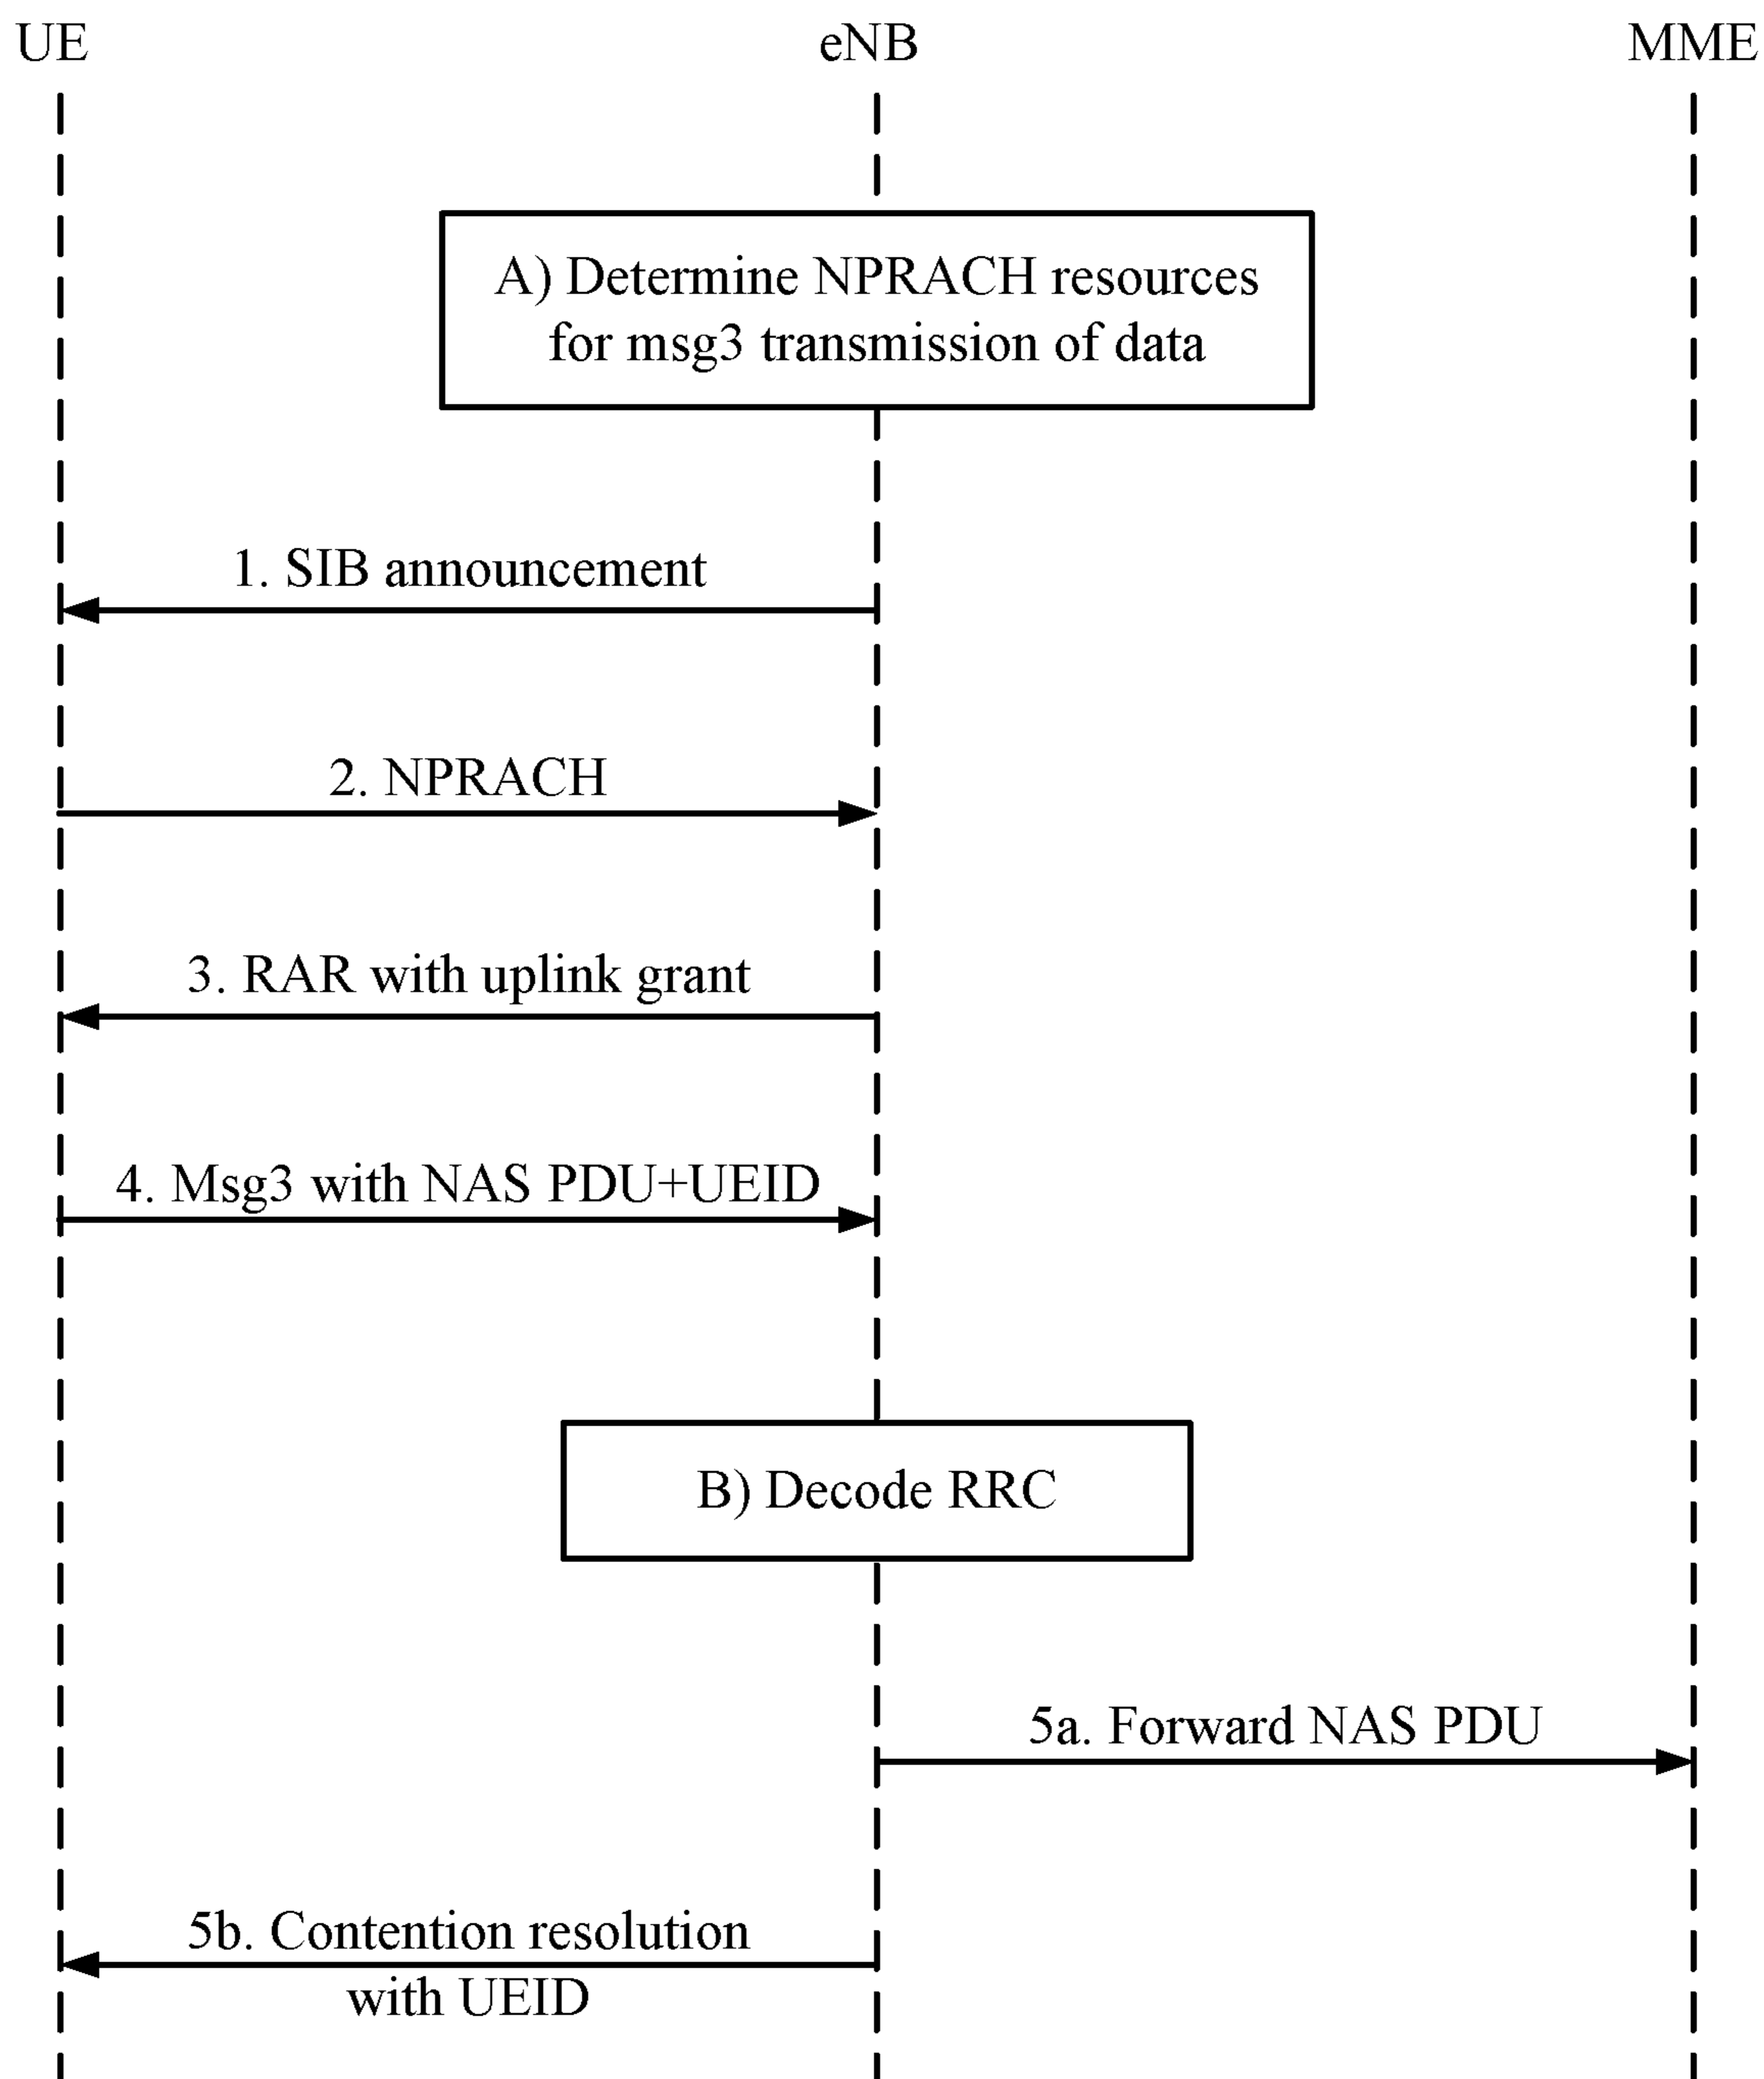 UE
eNB
MME
A) Determine NPRACH resources
for msg3 transmission of data
1. SIB announcement
2. NPRACH
3. RAR with uplink grant
4. Msg3 with NAS PDU+UEID
B) Decode RRC
5a. Forward NAS PDU
5b. Contention resolution
with UEID